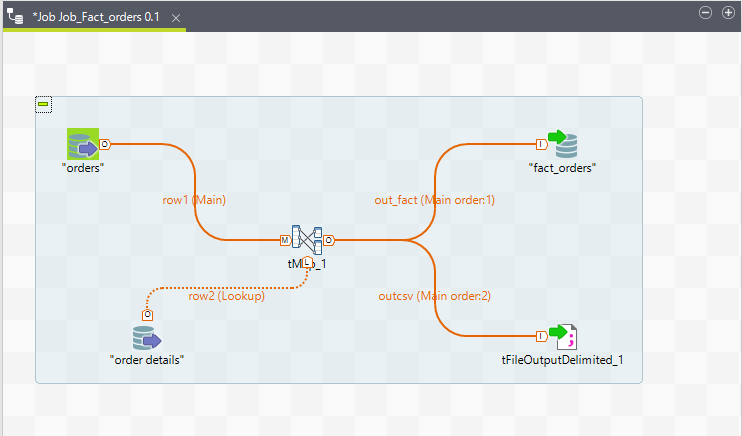 *Job Job_Fact_orders 0.1
O
"orders"
row1 (Main)
M
O
tMap_1
L
row2 (Lookup)
O
"order details"
out_fact (Main order:1)
I
"fact_orders"
outcsv (Main order:2)
I
tFileOutputDelimited_1